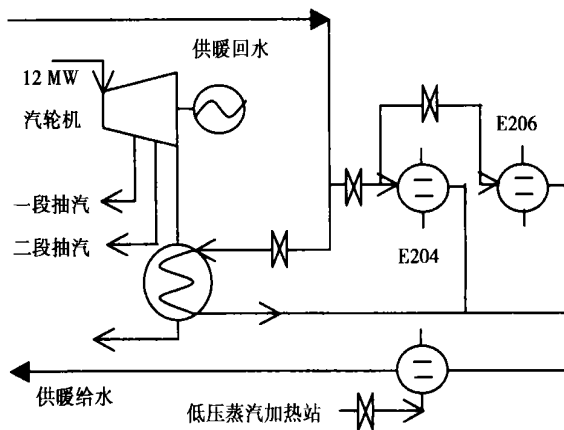 供暖回水
12 MW
汽轮机
E206
一段抽汽
二段抽汽
E204
供暖给水
低压蒸汽加热站